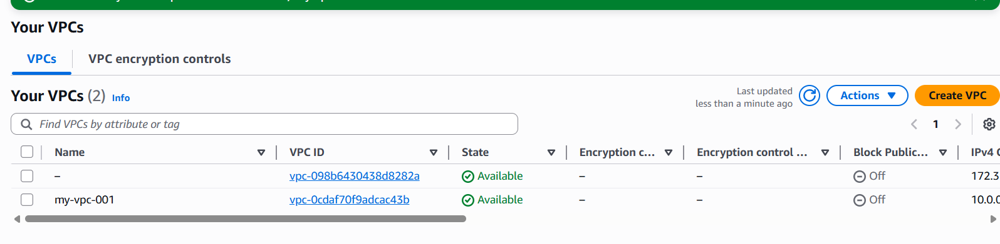 Your VPCs
VPCs VPC encryption controls
Your VPCs (2) Info
Last updated
less than a minute ago
Actions
Create VPC
Find VPCs by attribute or tag
1
Name VPC ID State Encryption c... Encryption control ... Block Public... IPv4
– vpc-098b6430438d8282a Available – – Off 172.3
my-vpc-001 vpc-0cdaf70f9adcac43b Available – – Off 10.0.0